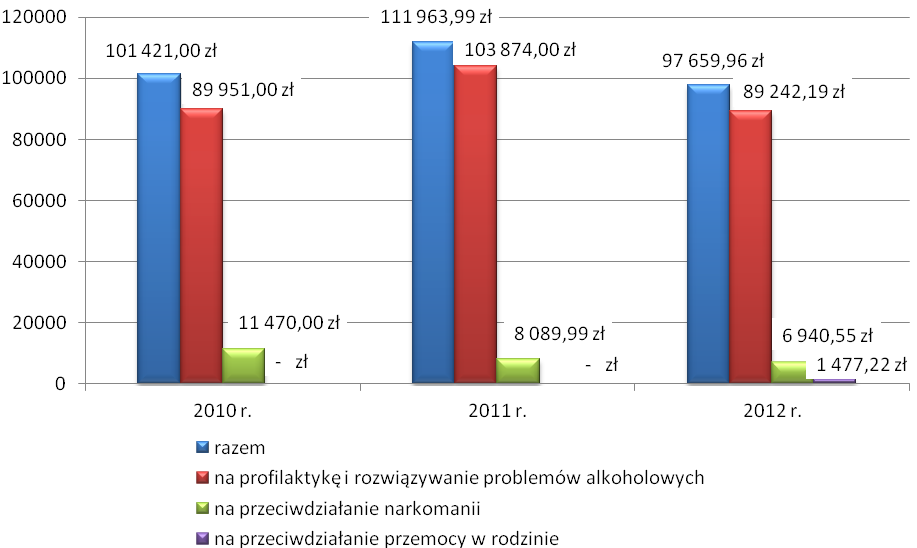 120000
111 963,99 zł
101 421,00 zł
103 874,00 zł
97 659,96 zł
100000
89 951,00 zł
89 242,19 zł
80000
60000
40000
20000
11 470,00 zł
8 089,99 zł
6 940,55 zł
- zł
- zł
1 477,22 zł
0
2010 r.
2011 r.
2012 r.
razem
na profilaktykę i rozwiązywanie problemów alkoholowych
na przeciwdziałanie narkomanii
na przeciwdziałanie przemocy w rodzinie